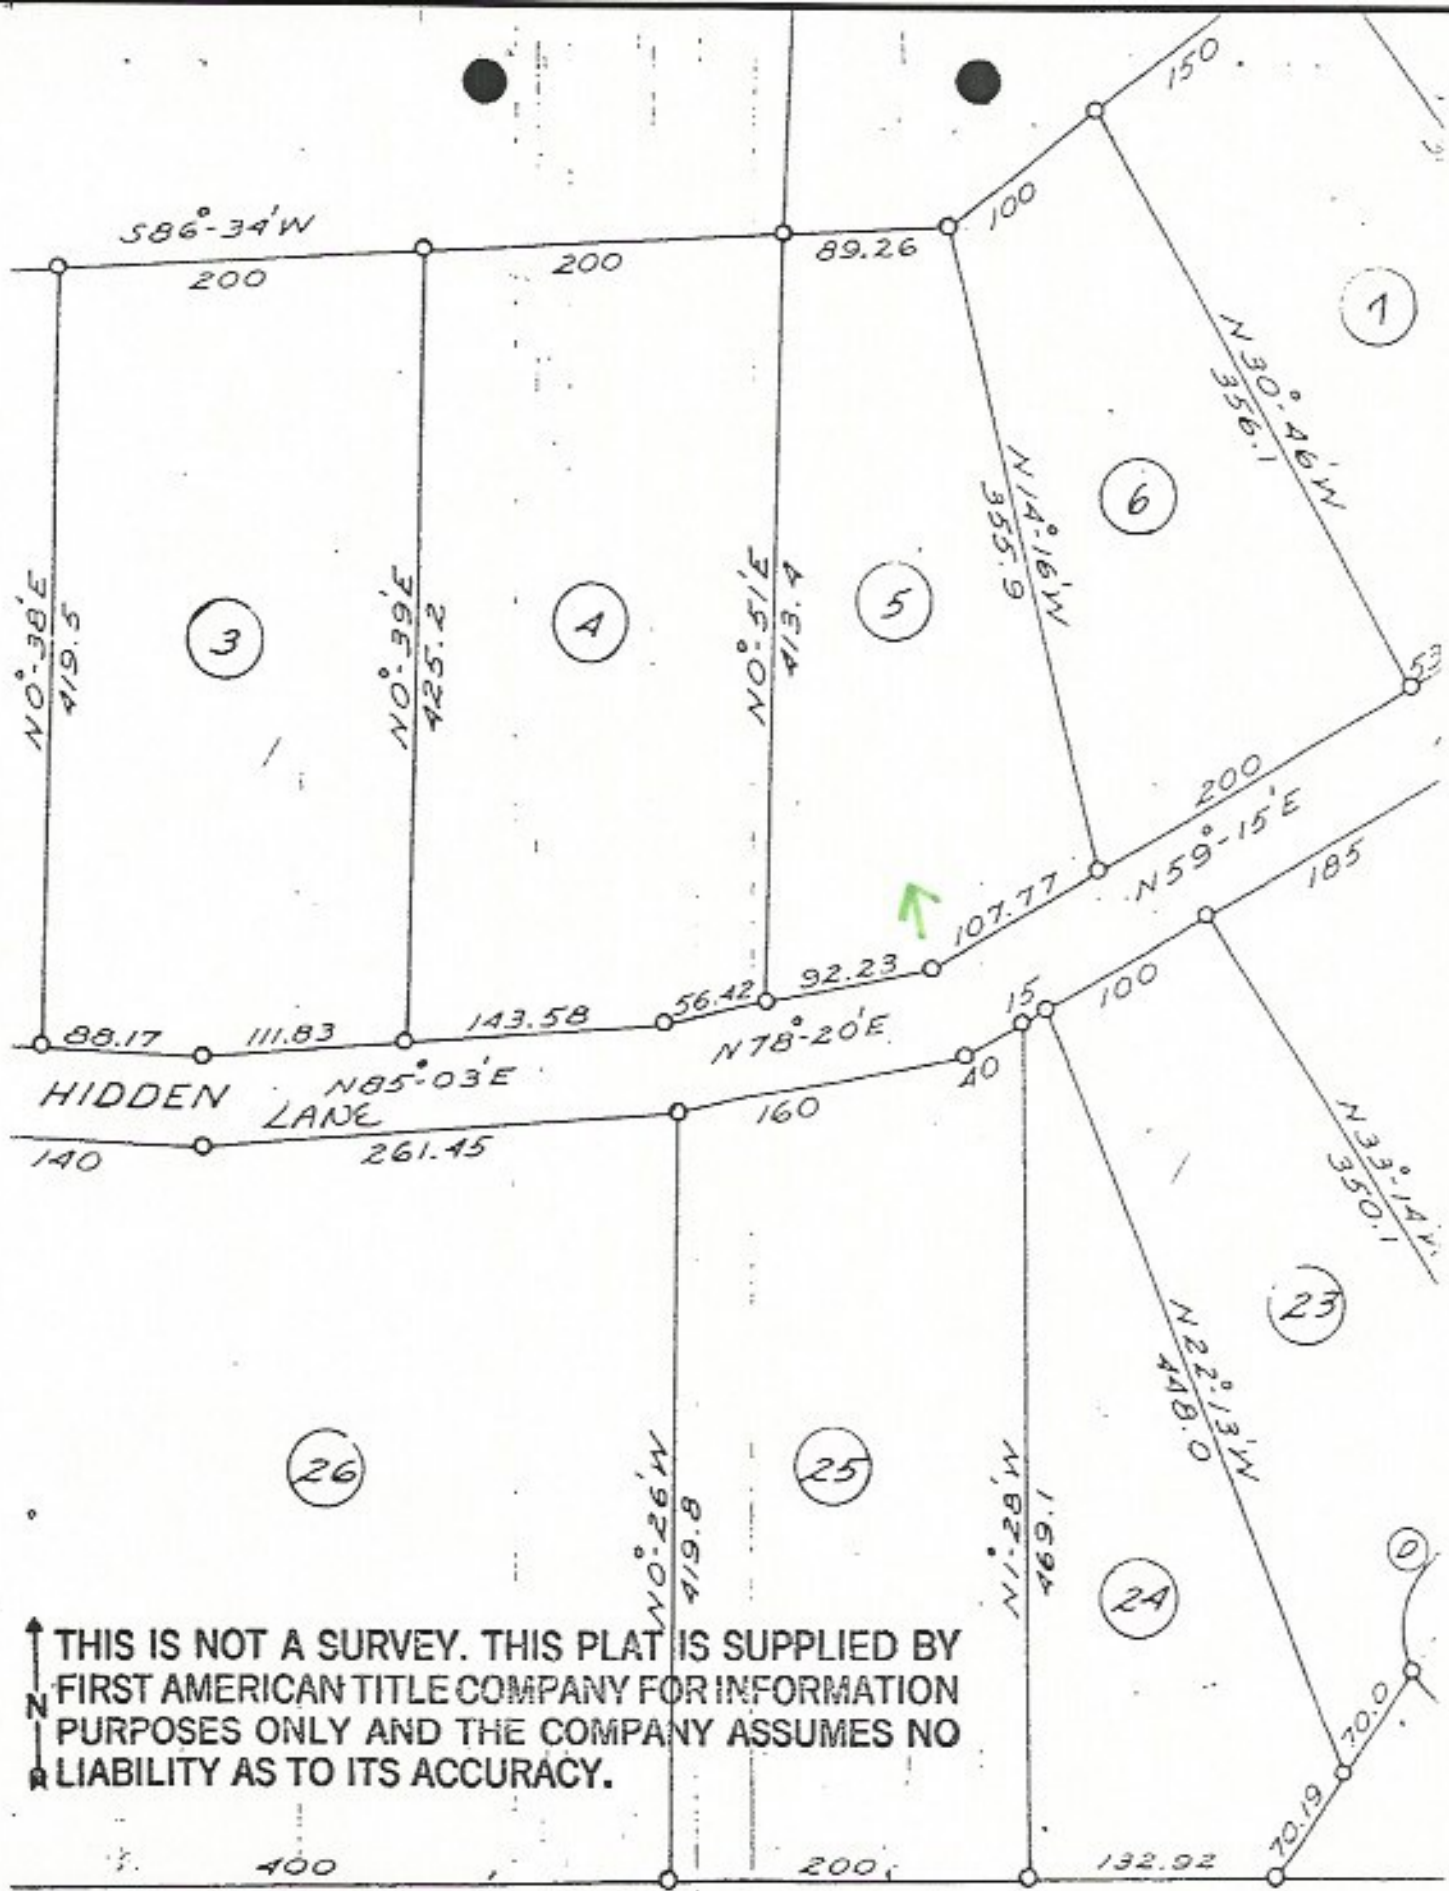 150
S86°-34'W
200
200
89.26
100
7
N30°-46'W
356.1
N14°-16'W
355.9
6
5
4
3
N0°-38'E
419.5
N0°-39'E
425.2
N0°-51'E
413.4
53
200
N59°-15'E
185
107.77
92.23
56.42
143.58
111.83
88.17
N78°-20'E
N85°-03'E
HIDDEN LANE
15
100
40
160
261.45
140
N33°-14'W
350.1
23
N22°-13'W
448.0
26
25
24
N0°-26'W
419.8
N1°-28'W
469.1
D
THIS IS NOT A SURVEY. THIS PLAT IS SUPPLIED BY
FIRST AMERICAN TITLE COMPANY FOR INFORMATION
PURPOSES ONLY AND THE COMPANY ASSUMES NO
LIABILITY AS TO ITS ACCURACY.
N
70.0
70.19
400
200
132.92